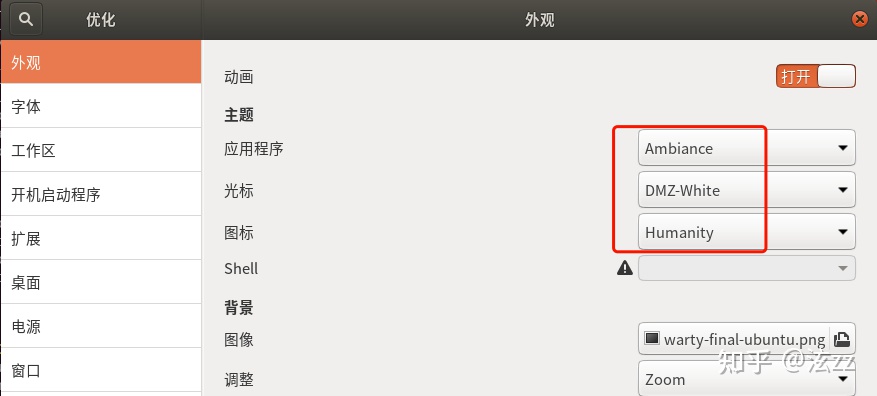 优化
外观
外观
字体
工作区
开机启动程序
扩展
桌面
电源
窗口
动画 打开
主题
应用程序 Ambiance
光标 DMZ-White
图标 Humanity
Shell
背景
图像 warty-final-ubuntu.png
调整 Zoom
知乎 @泫zz